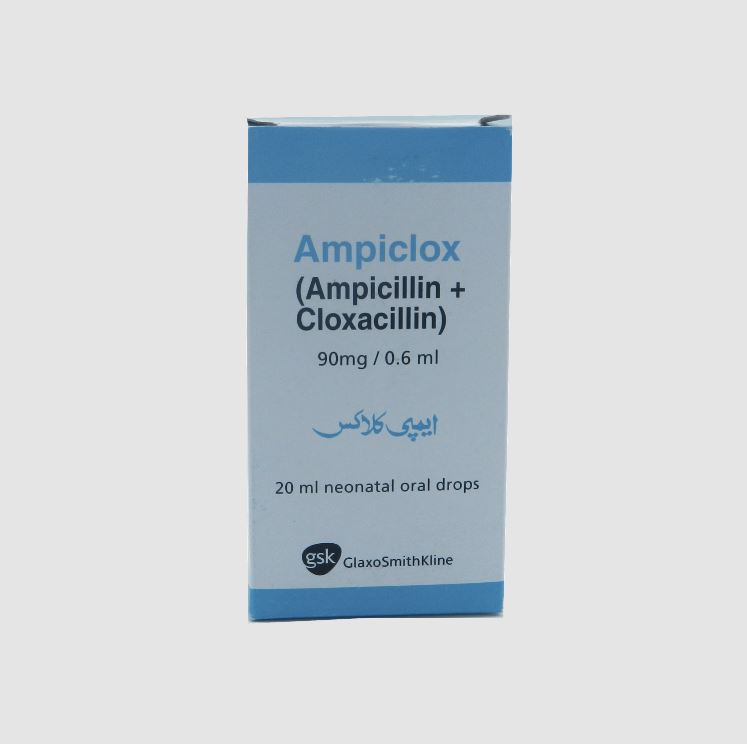 Ampiclox
(Ampicillin +
Cloxacillin)
90mg / 0.6 ml
ایمپی کلاکس
20 ml neonatal oral drops
gsk GlaxoSmithKline